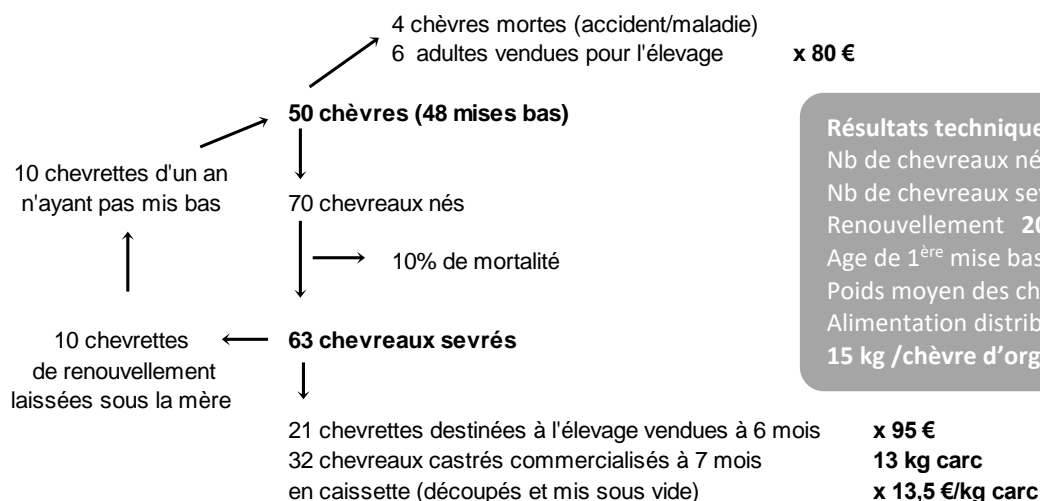 4 chèvres mortes (accident/maladie)
6 adultes vendues pour l'élevage x 80 €
50 chèvres (48 mises bas)
10 chevrettes d'un an
n'ayant pas mis bas
70 chevreaux nés
10% de mortalité
63 chevreaux sevrés
10 chevrettes
de renouvellement
laissées sous la mère
21 chevrettes destinées à l'élevage vendues à 6 mois x 95 €
32 chevreaux castrés commercialisés à 7 mois 13 kg carc
en caissette (découpés et mis sous vide) x 13,5 €/kg carc
Résultats technique
Nb de chevreaux né
Nb de chevreaux se
Renouvellement 20
Age de 1ère mise bas
Poids moyen des ch
Alimentation distrib
15 kg /chèvre d’org